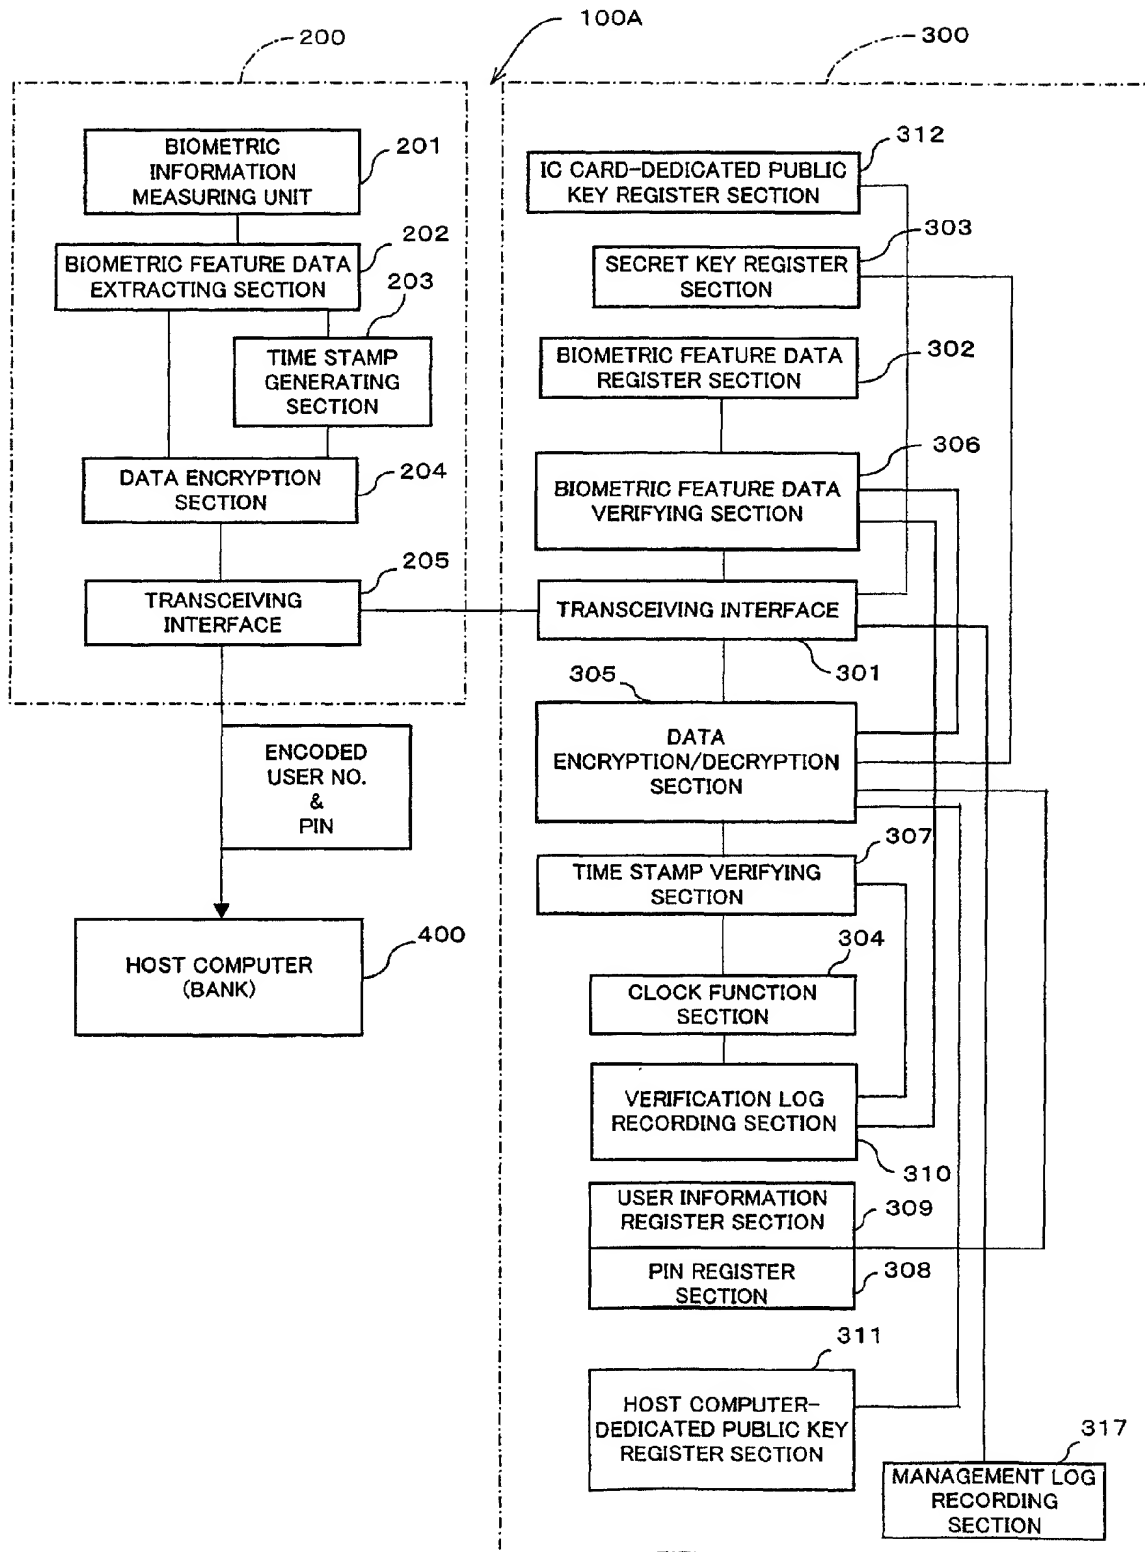 100A
200
300
BIOMETRIC
INFORMATION
MEASURING UNIT
201
BIOMETRIC FEATURE DATA
EXTRACTING SECTION
202
203
TIME STAMP
GENERATING
SECTION
DATA ENCRYPTION
SECTION
204
TRANSCEIVING
INTERFACE
205
ENCODED
USER NO.
&
PIN
HOST COMPUTER
(BANK)
400
312
IC CARD-DEDICATED PUBLIC
KEY REGISTER SECTION
303
SECRET KEY REGISTER
SECTION
BIOMETRIC FEATURE DATA
REGISTER SECTION
302
306
BIOMETRIC FEATURE DATA
VERIFYING SECTION
TRANSCEIVING INTERFACE
301
305
DATA
ENCRYPTION/DECRYPTION
SECTION
307
TIME STAMP VERIFYING
SECTION
304
CLOCK FUNCTION
SECTION
VERIFICATION LOG
RECORDING SECTION
310
USER INFORMATION
REGISTER SECTION
309
PIN REGISTER
SECTION
308
311
HOST COMPUTER-
DEDICATED PUBLIC KEY
REGISTER SECTION
317
MANAGEMENT LOG
RECORDING
SECTION